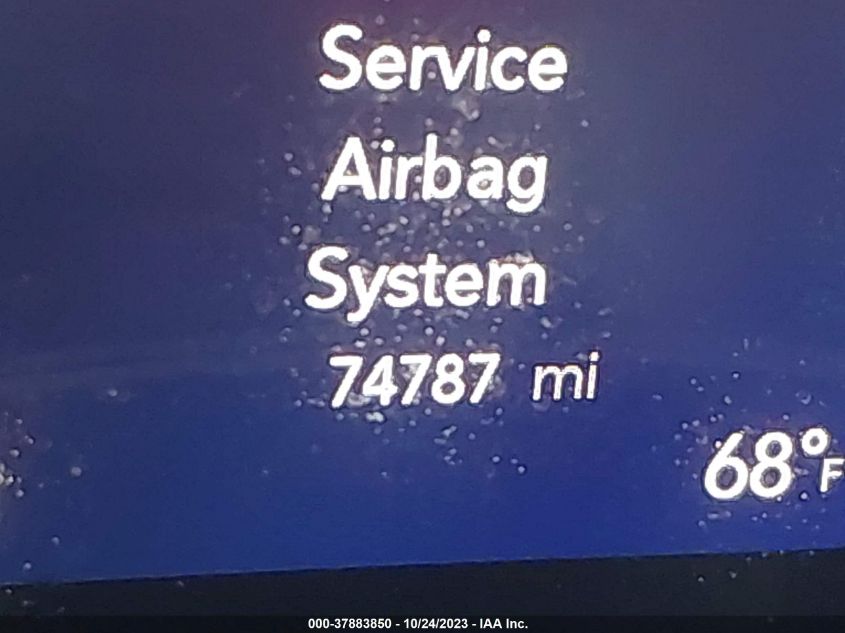 Service
Airbag
System
74787 mi
68°F
000-37883850 - 10/24/2023 - IAA Inc.